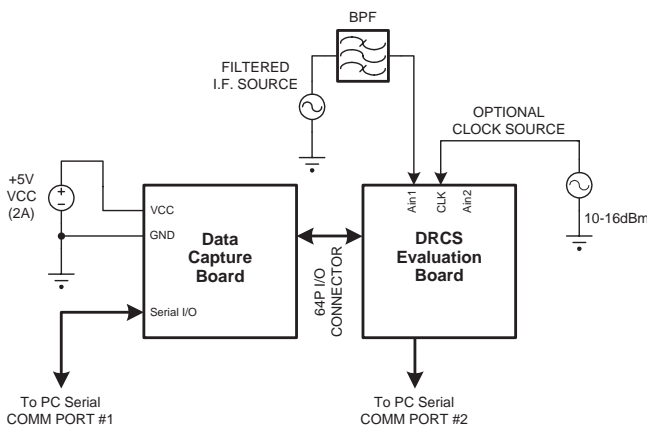 BPF
FILTERED
I.F. SOURCE
OPTIONAL
CLOCK SOURCE
+5V
VCC
(2A)
+
−
VCC
GND
Serial I/O
Data
Capture
Board
64P I/O
CONNECTOR
Ain1
CLK
Ain2
DRCS
Evaluation
Board
10-16dBm
To PC Serial
COMM PORT #1
To PC Serial
COMM PORT #2